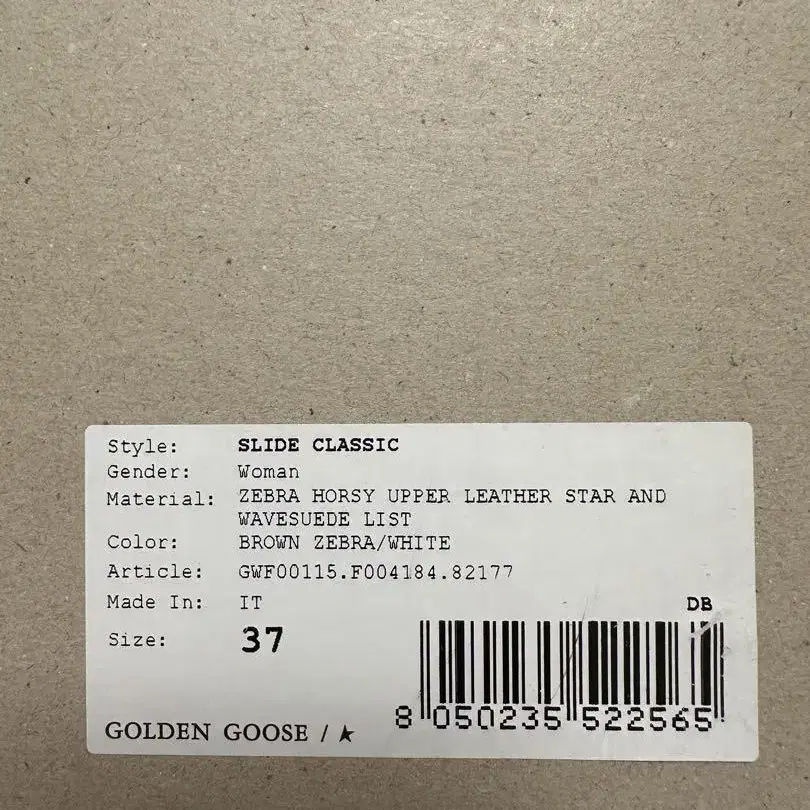 Style: SLIDE CLASSIC
Gender: Woman
Material: ZEBRA HORSY UPPER LEATHER STAR AND
WAVESUEDE LIST
Color: BROWN ZEBRA/WHITE
Article: GWF00115.F004184.82177
Made In: IT
DB
Size: 37
8 050235 522565
GOLDEN GOOSE / ★